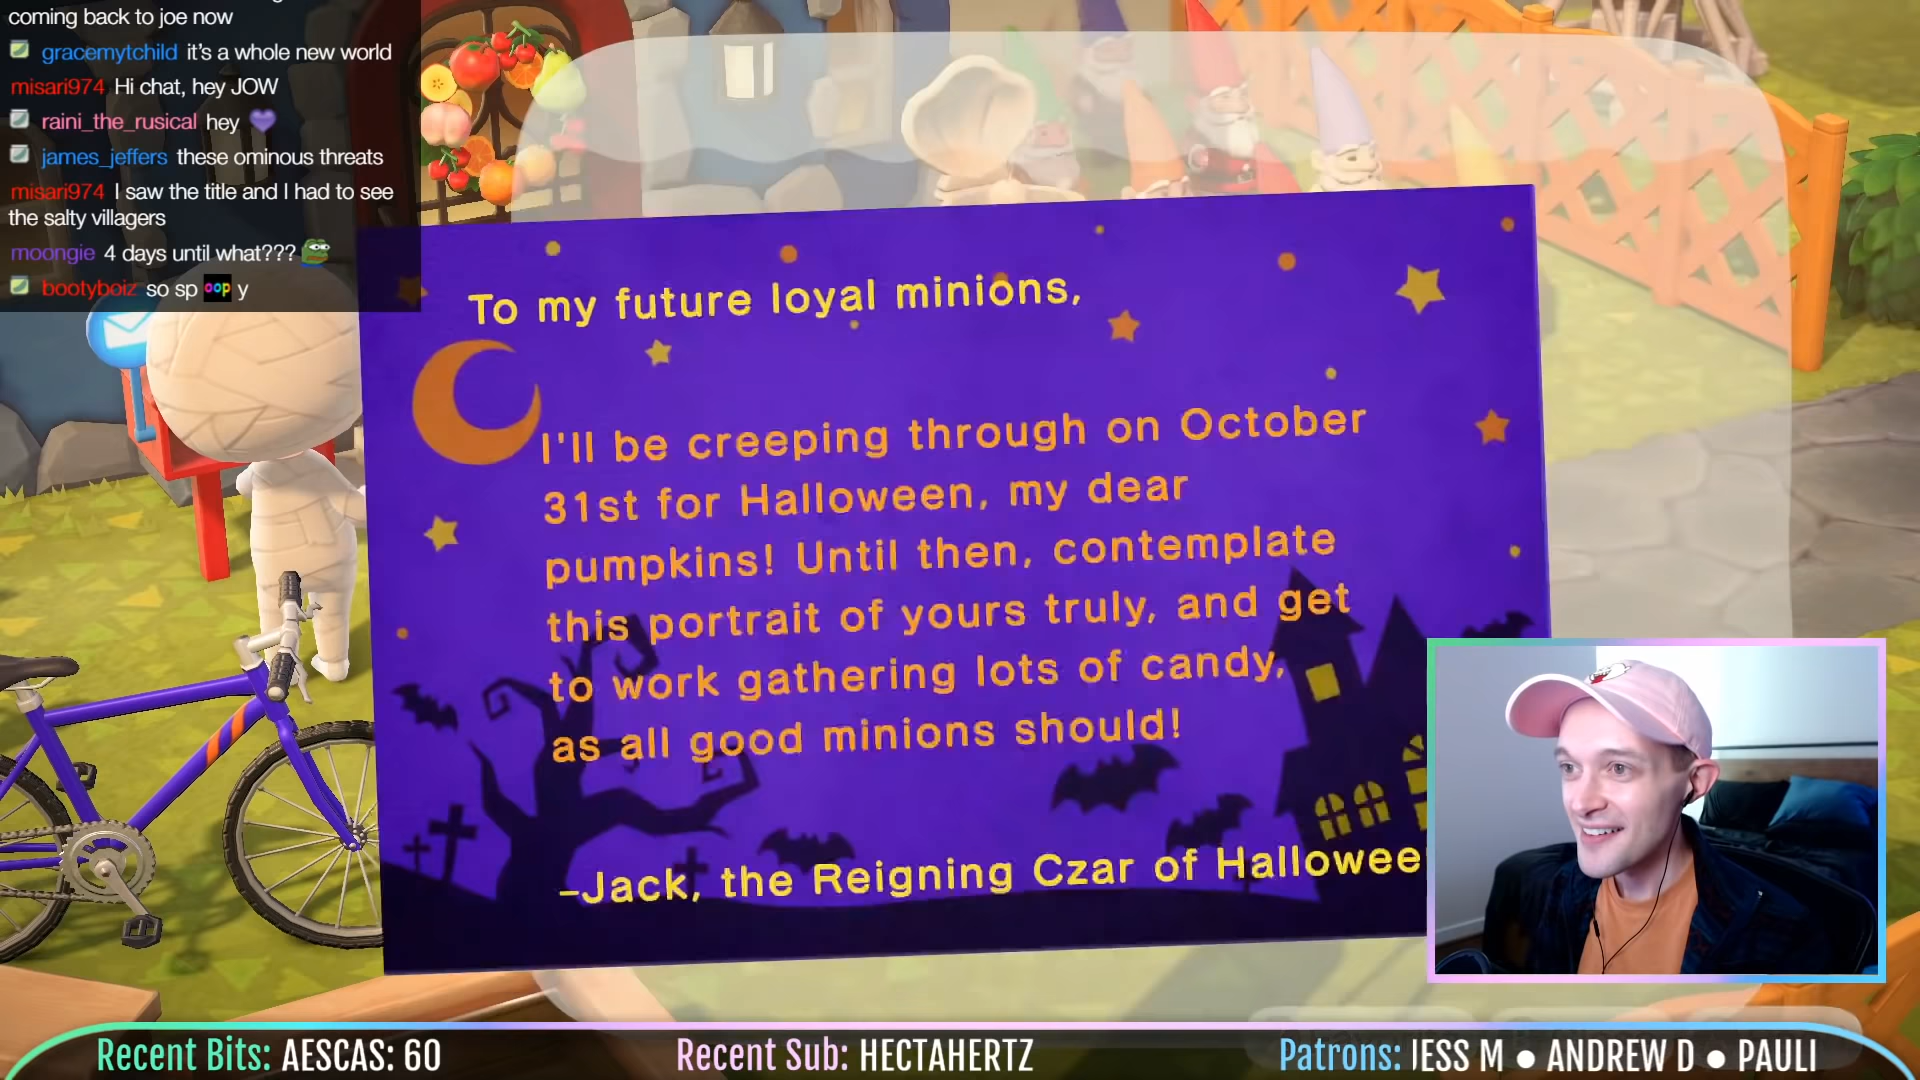 coming back to joe now
gracemytchild it's a whole new world
misari974 Hi chat, hey JOW
raini_the_rusical hey
james_jeffers these ominous threats
misari974 I saw the title and I had to see
the salty villagers
moongie 4 days until what???
bootyboiz so sp oop y
To my future loyal minions,
I'll be creeping through on October
31st for Halloween, my dear
pumpkins! Until then, contemplate
this portrait of yours truly, and get
to work gathering lots of candy,
as all good minions should!
-Jack, the Reigning Czar of Hallowee
Recent Bits: AESCAS: 60
Recent Sub: HECTAHERTZ
Patrons: JESS M ● ANDREW D ● PAULI